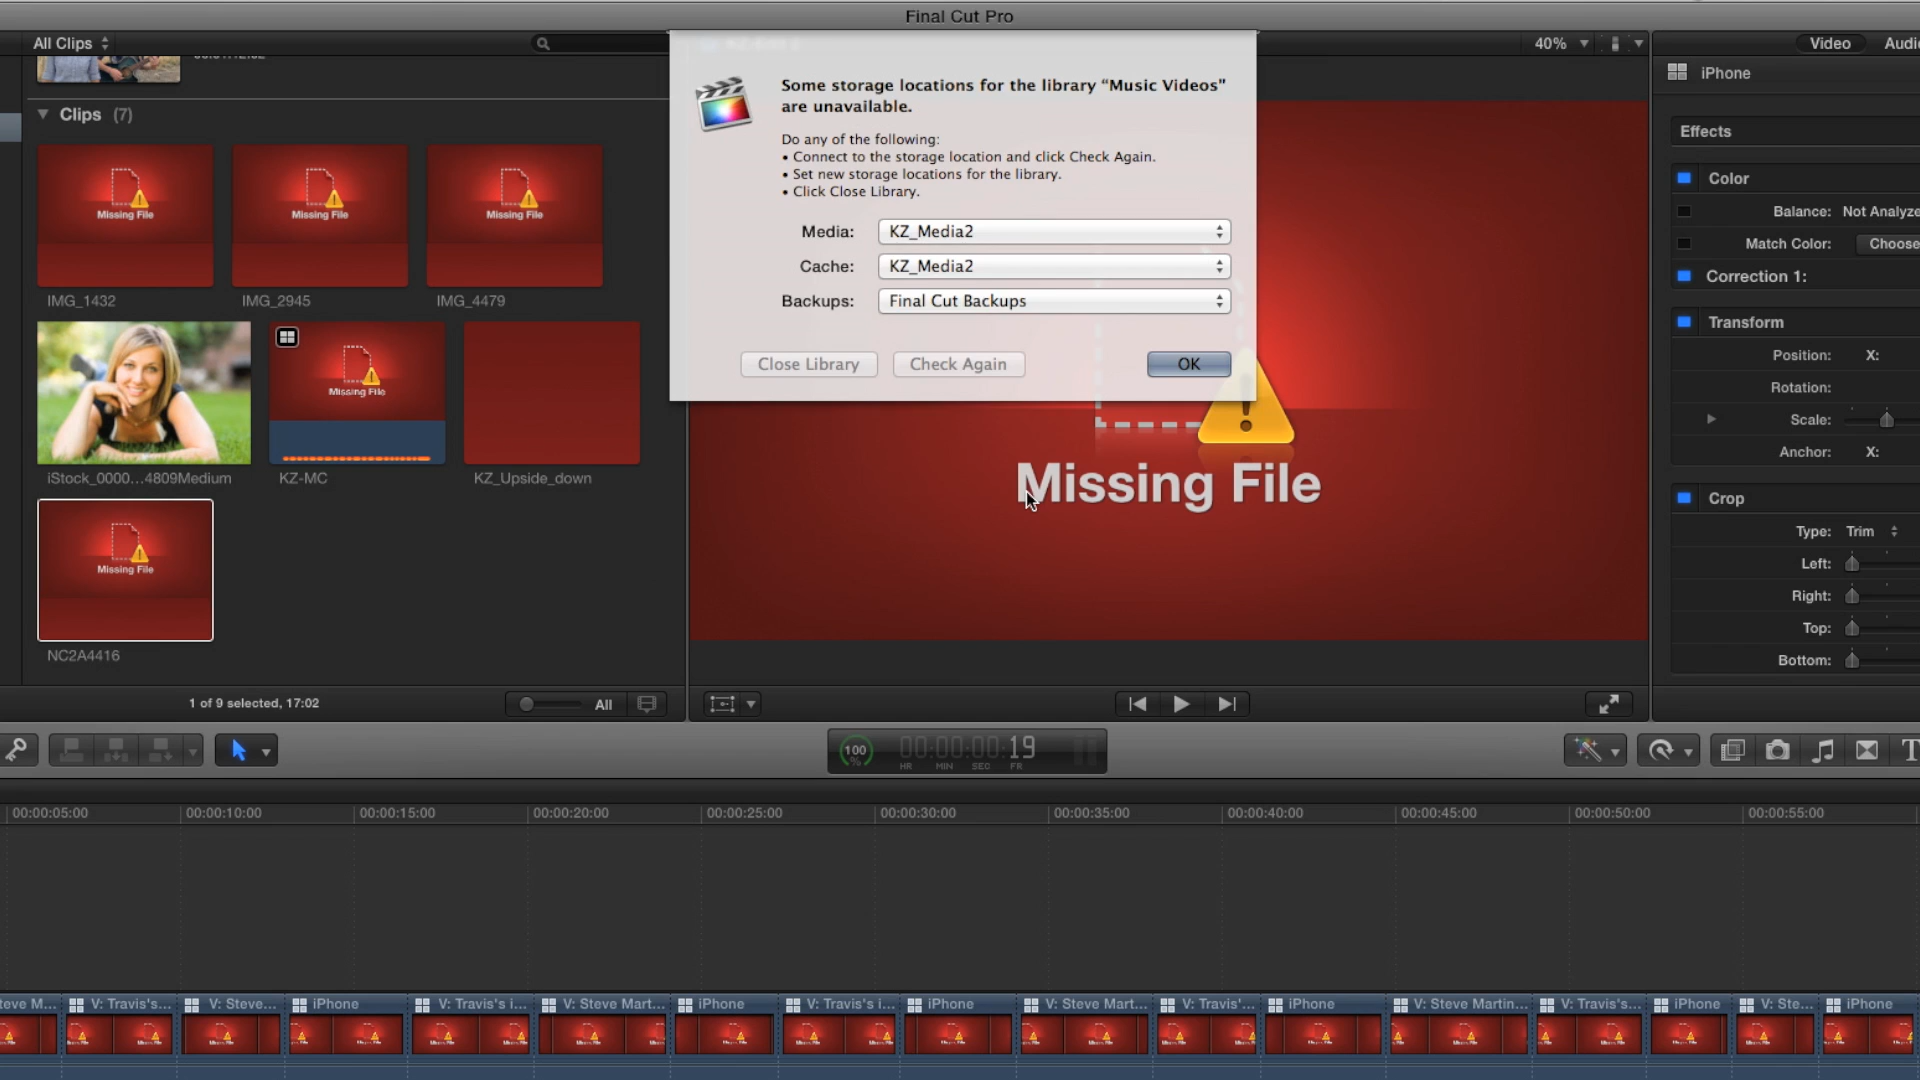 Final Cut Pro
All Clips
40%
Video
iPhone
Clips (7)
Some storage locations for the library “Music Videos”
are unavailable.
Do any of the following:
• Connect to the storage location and click Check Again.
• Set new storage locations for the library.
• Click Close Library.
Media: KZ_Media2
Cache: KZ_Media2
Backups: Final Cut Backups
Close Library
Check Again
OK
Missing File
Missing File
Missing File
IMG_1432
IMG_2945
IMG_4479
Missing File
iStock_0000...4809Medium
KZ-MC
KZ_Upside_down
Missing File
NC2A4416
Missing File
Effects
Color
Balance: Not Analyze
Match Color: Choose
Correction 1:
Transform
Position: X:
Rotation:
Scale:
Anchor: X:
Crop
Type: Trim
Left:
Right:
Top:
Bottom:
1 of 9 selected, 17:02
All
100
%
00:00:00:19
HR MIN SEC FR
00:00:05:00
00:00:10:00
00:00:15:00
00:00:20:00
00:00:25:00
00:00:30:00
00:00:35:00
00:00:40:00
00:00:45:00
00:00:50:00
00:00:55:00
teve M...
V: Travis's...
V: Steve...
iPhone
V: Travis's i...
V: Steve Mart...
iPhone
V: Travis's i...
iPhone
V: Steve Mart...
V: Travis'...
iPhone
V: Steve Martin...
V: Travis's...
iPhone
V: Ste...
iPhone